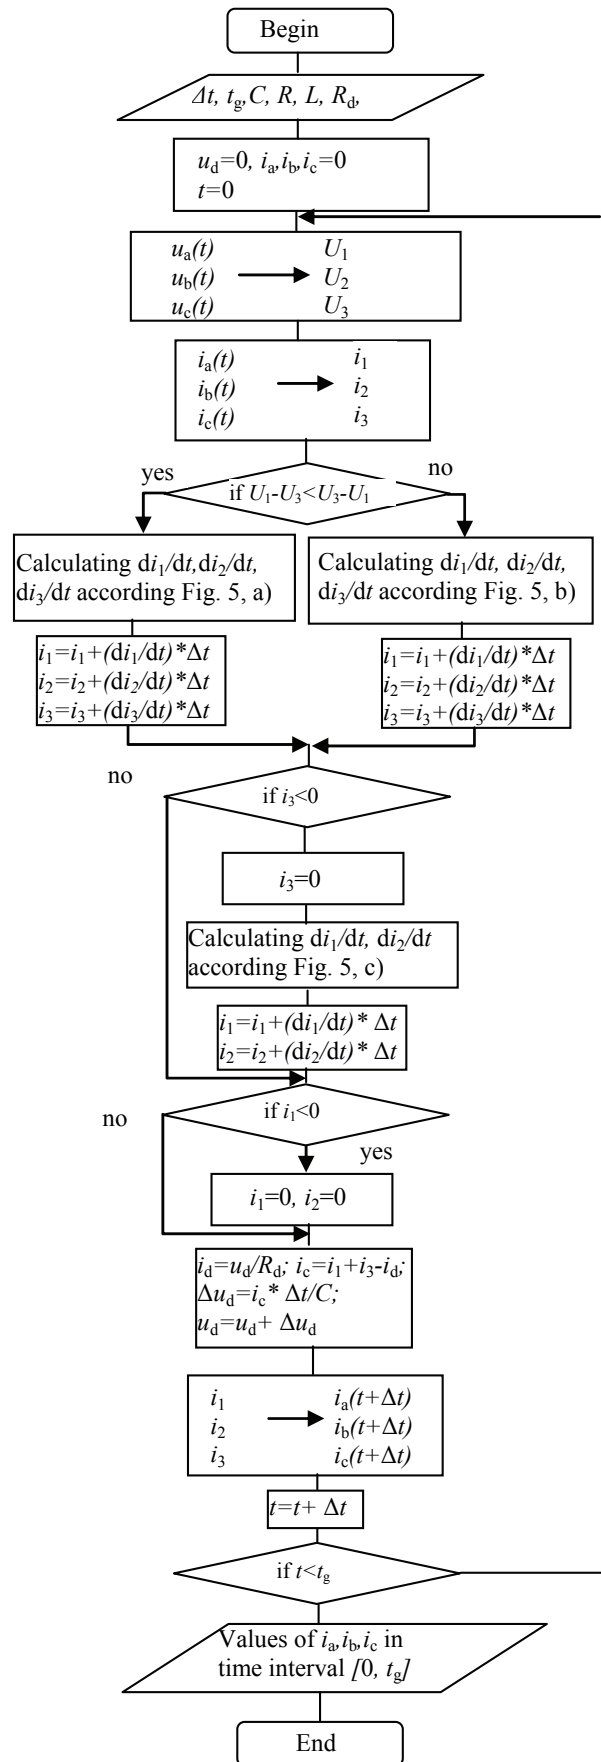 Begin
Δt, tg,C, R, L, Rd,
ud=0, ia,ib,ic=0
t=0
ua(t) U1
ub(t) U2
uc(t) U3
ia(t) i1
ib(t) i2
ic(t) i3
yes
no
if U1-U3<U3-U1
Calculating di1/dt,di2/dt,
di3/dt according Fig. 5, a)
Calculating di1/dt, di2/dt,
di3/dt according Fig. 5, b)
i1=i1+(di1/dt)*Δt
i2=i2+(di2/dt)*Δt
i3=i3+(di3/dt)*Δt
i1=i1+(di1/dt)*Δt
i2=i2+(di2/dt)*Δt
i3=i3+(di3/dt)*Δt
no
if i3<0
i3=0
Calculating di1/dt, di2/dt
according Fig. 5, c)
i1=i1+(di1/dt)* Δt
i2=i2+(di2/dt)* Δt
if i1<0
no
yes
i1=0, i2=0
id=ud/Rd; ic=i1+i3-id;
Δud=ic* Δt/C;
ud=ud+ Δud
i1 ia(t+Δt)
i2 ib(t+Δt)
i3 ic(t+Δt)
t=t+ Δt
if t<tg
Values of ia,ib,ic in
time interval [0, tg]
End